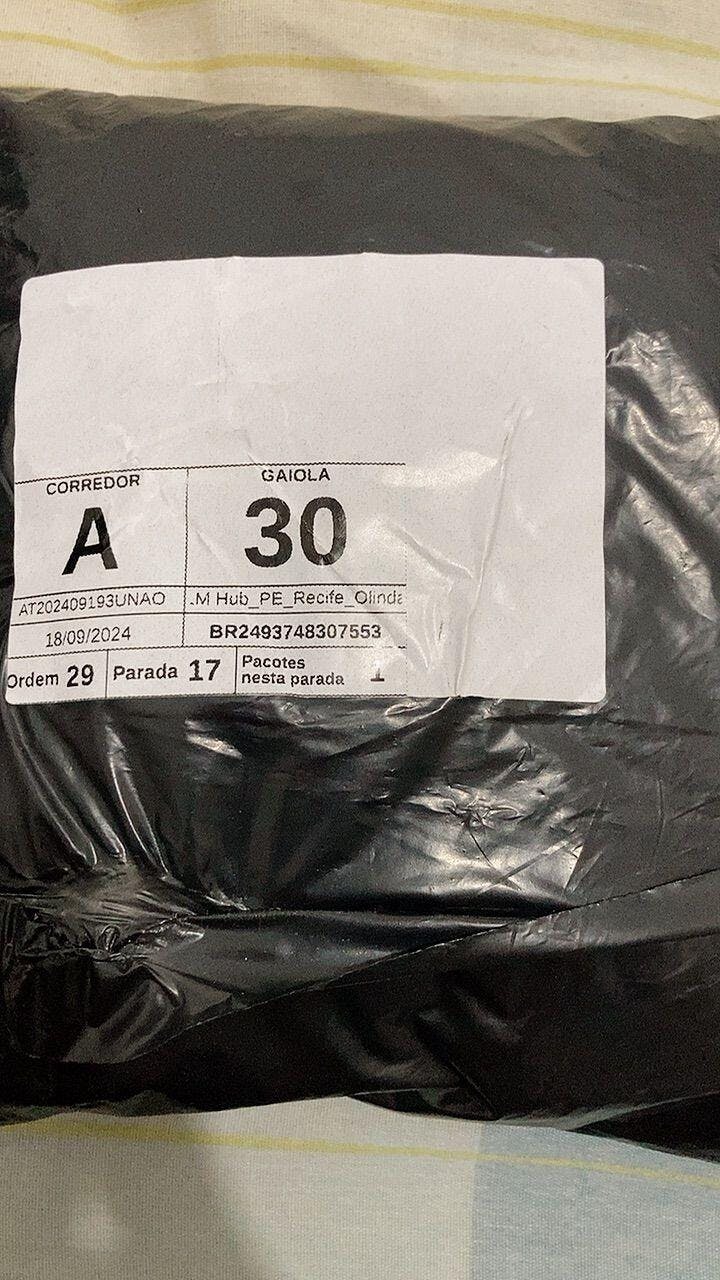 CORREDOR GAIOLA
A 30
AT202409193UNAO .M Hub_PE_Recife_Olinda
18/09/2024 BR2493748307553
Ordem 29 Parada 17 Pacotes
nesta parada 1